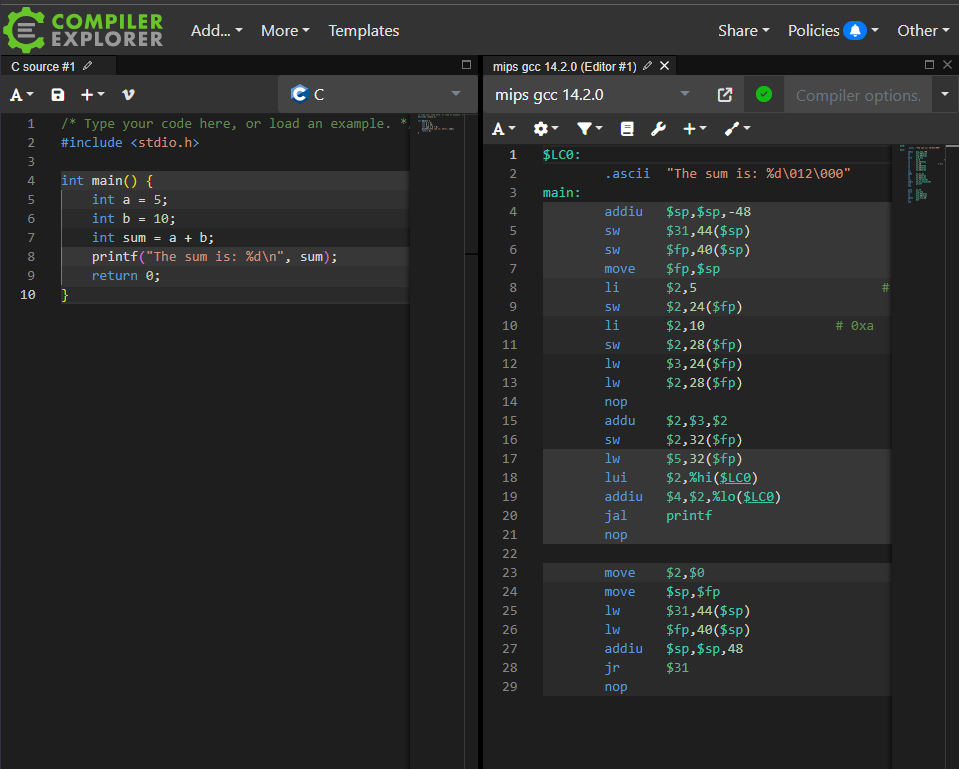 COMPILER
EXPLORER
Add... More Templates
Share Policies Other
C source #1
A
C
1 /* Type your code here, or load an example. *
2 #include <stdio.h>
3
4 int main() {
5     int a = 5;
6     int b = 10;
7     int sum = a + b;
8     printf("The sum is: %d\n", sum);
9     return 0;
10 }
mips gcc 14.2.0 (Editor #1)
mips gcc 14.2.0 Compiler options.
A
1 $LC0:
2         .ascii  "The sum is: %d\012\000"
3 main:
4         addiu   $sp,$sp,-48
5         sw      $31,44($sp)
6         sw      $fp,40($sp)
7         move    $fp,$sp
8         li      $2,5                        #
9         sw      $2,24($fp)
10         li      $2,10                 # 0xa
11         sw      $2,28($fp)
12         lw      $3,24($fp)
13         lw      $2,28($fp)
14         nop
15         addu    $2,$3,$2
16         sw      $2,32($fp)
17         lw      $5,32($fp)
18         lui     $2,%hi($LC0)
19         addiu   $4,$2,%lo($LC0)
20         jal     printf
21         nop
22
23         move    $2,$0
24         move    $sp,$fp
25         lw      $31,44($sp)
26         lw      $fp,40($sp)
27         addiu   $sp,$sp,48
28         jr      $31
29         nop